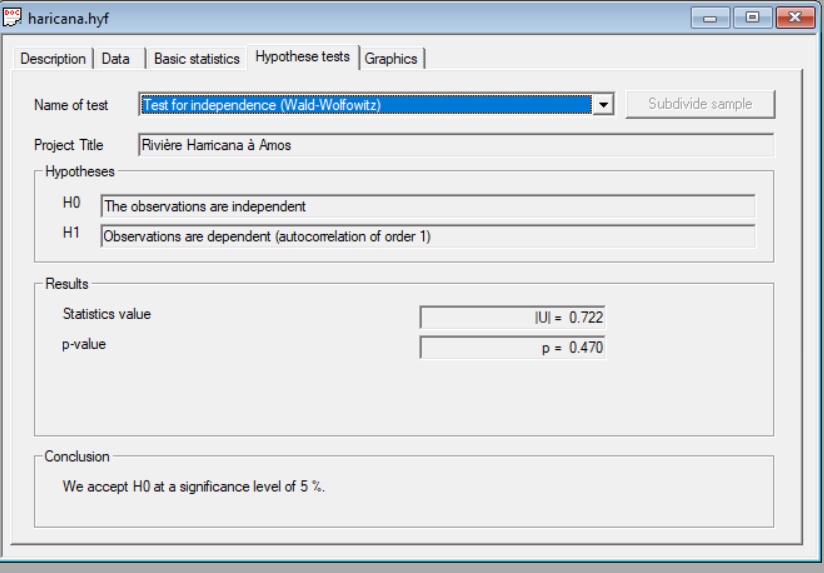 haricana.hyf
Description Data Basic statistics Hypothese tests Graphics
Name of test Test for independence (Wald-Wolfowitz) Subdivide sample
Project Title Rivière Harricana à Amos
Hypotheses
H0 The observations are independent
H1 Observations are dependent (autocorrelation of order 1)
Results
Statistics value |U| = 0.722
p-value p = 0.470
Conclusion
We accept H0 at a significance level of 5 %.